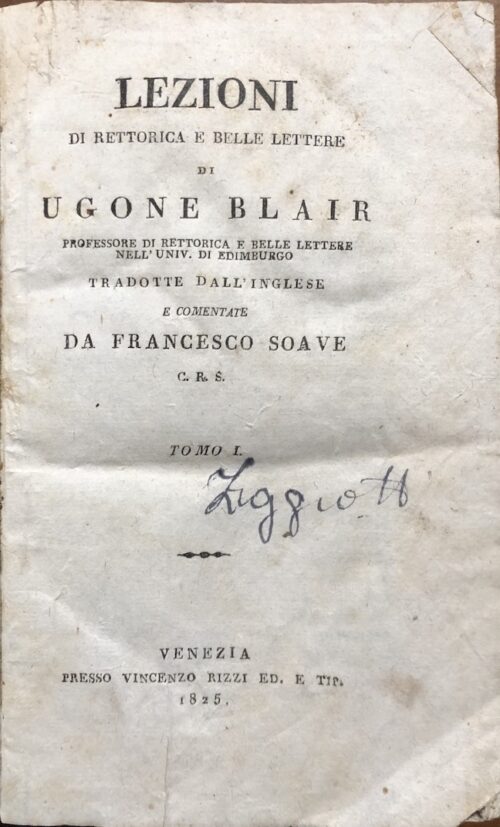 LEZIONI
DI RETTORICA E BELLE LETTERE
DI
UGONE BLAIR
PROFESSORE DI RETTORICA E BELLE LETTERE
NELL' UNIV. DI EDIMBURGO
TRADOTTE DALL'INGLESE
E COMENTATE
DA FRANCESCO SOAVE
C. R. S.
TOMO I.
VENEZIA
PRESSO VINCENZO RIZZI ED. E TIP.
1825.